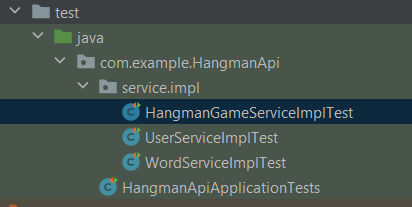 test
java
com.example.HangmanApi
service.impl
HangmanGameServiceImplTest
UserServiceImplTest
WordServiceImplTest
HangmanApiApplicationTests